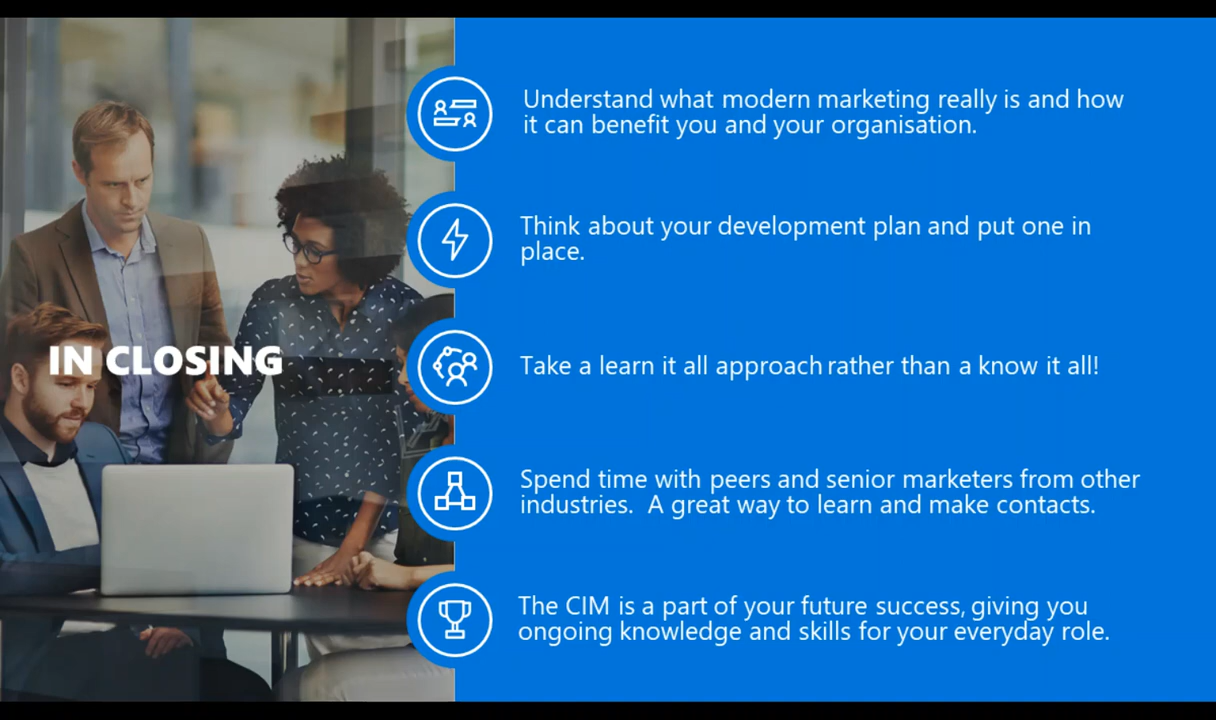 IN CLOSING
Understand what modern marketing really is and how
it can benefit you and your organisation.
Think about your development plan and put one in
place.
Take a learn it all approach rather than a know it all!
Spend time with peers and senior marketers from other
industries.  A great way to learn and make contacts.
The CIM is a part of your future success, giving you
ongoing knowledge and skills for your everyday role.